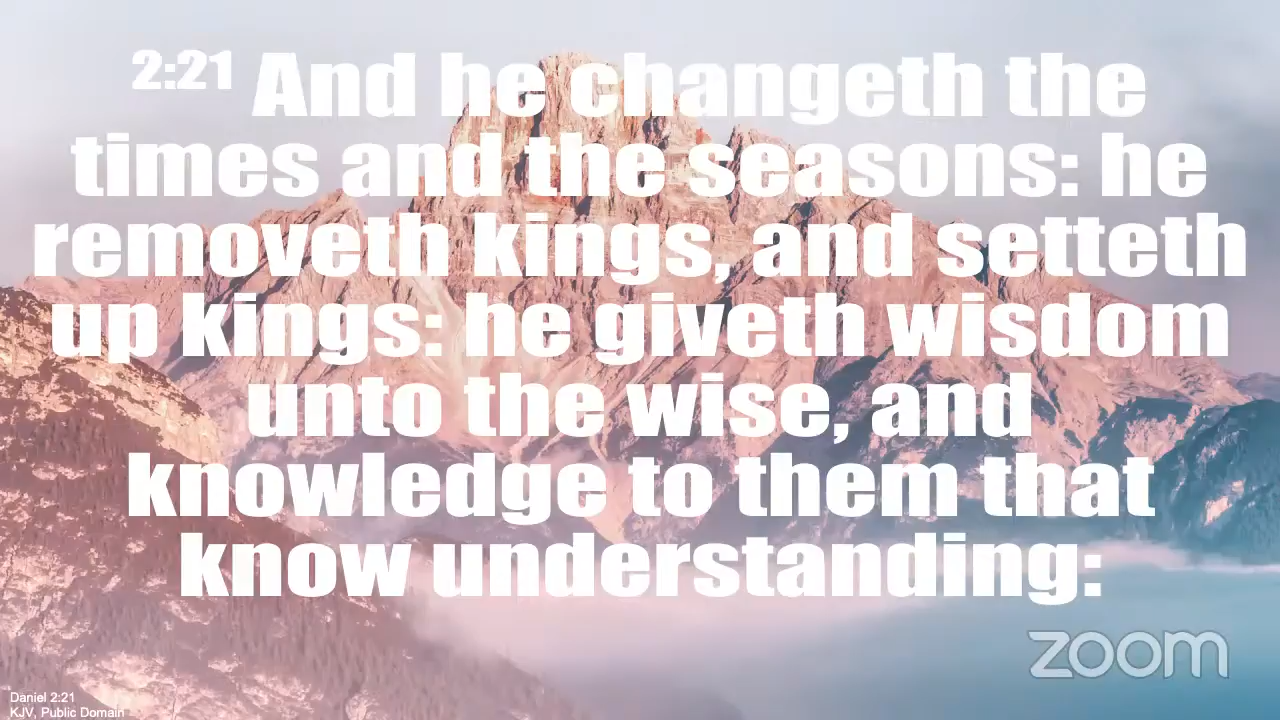 2:21 And he changeth the
times and the seasons: he
removeth kings, and setteth
up kings: he giveth wisdom
unto the wise, and
knowledge to them that
know understanding:
zoom
Daniel 2:21
KJV, Public Domain